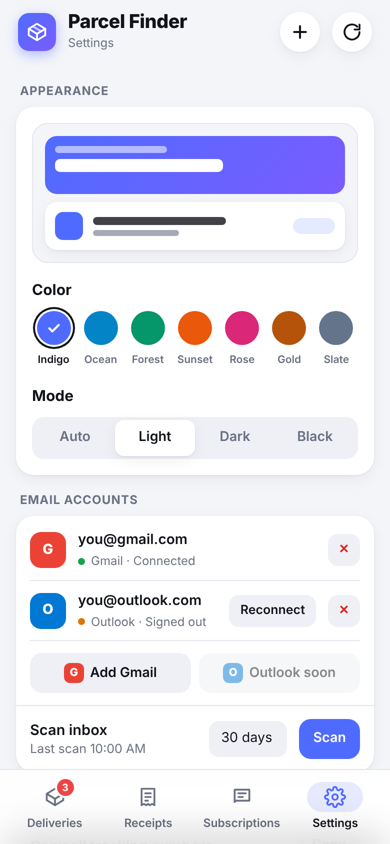 Parcel Finder
Settings
APPEARANCE
Color
Indigo Ocean Forest Sunset Rose Gold Slate
Mode
Auto Light Dark Black
EMAIL ACCOUNTS
G you@gmail.com
Gmail · Connected
O you@outlook.com
Outlook · Signed out
Reconnect
G Add Gmail O Outlook soon
Scan inbox
Last scan 10:00 AM
30 days Scan
3
Deliveries Receipts Subscriptions Settings